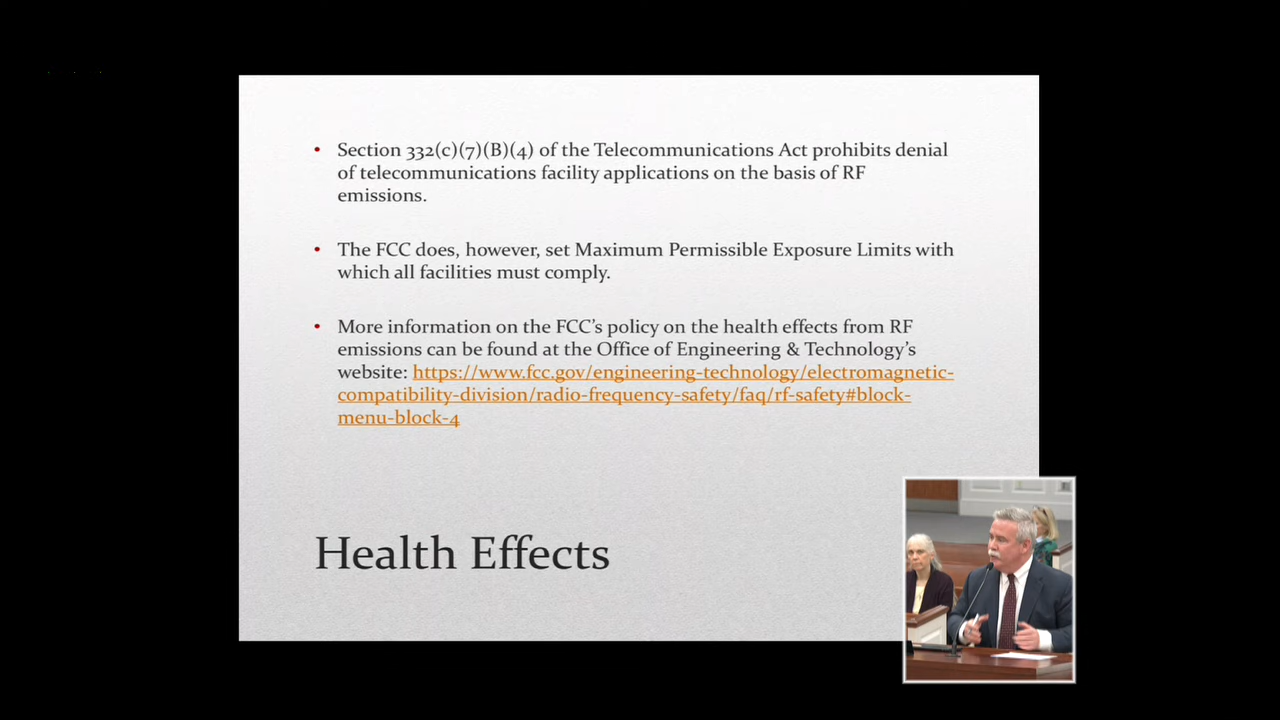 • Section 332(c)(7)(B)(4) of the Telecommunications Act prohibits denial
of telecommunications facility applications on the basis of RF
emissions.
• The FCC does, however, set Maximum Permissible Exposure Limits with
which all facilities must comply.
• More information on the FCC’s policy on the health effects from RF
emissions can be found at the Office of Engineering & Technology’s
website: https://www.fcc.gov/engineering-technology/electromagnetic-
compatibility-division/radio-frequency-safety/faq/rf-safety#block-
menu-block-4
Health Effects